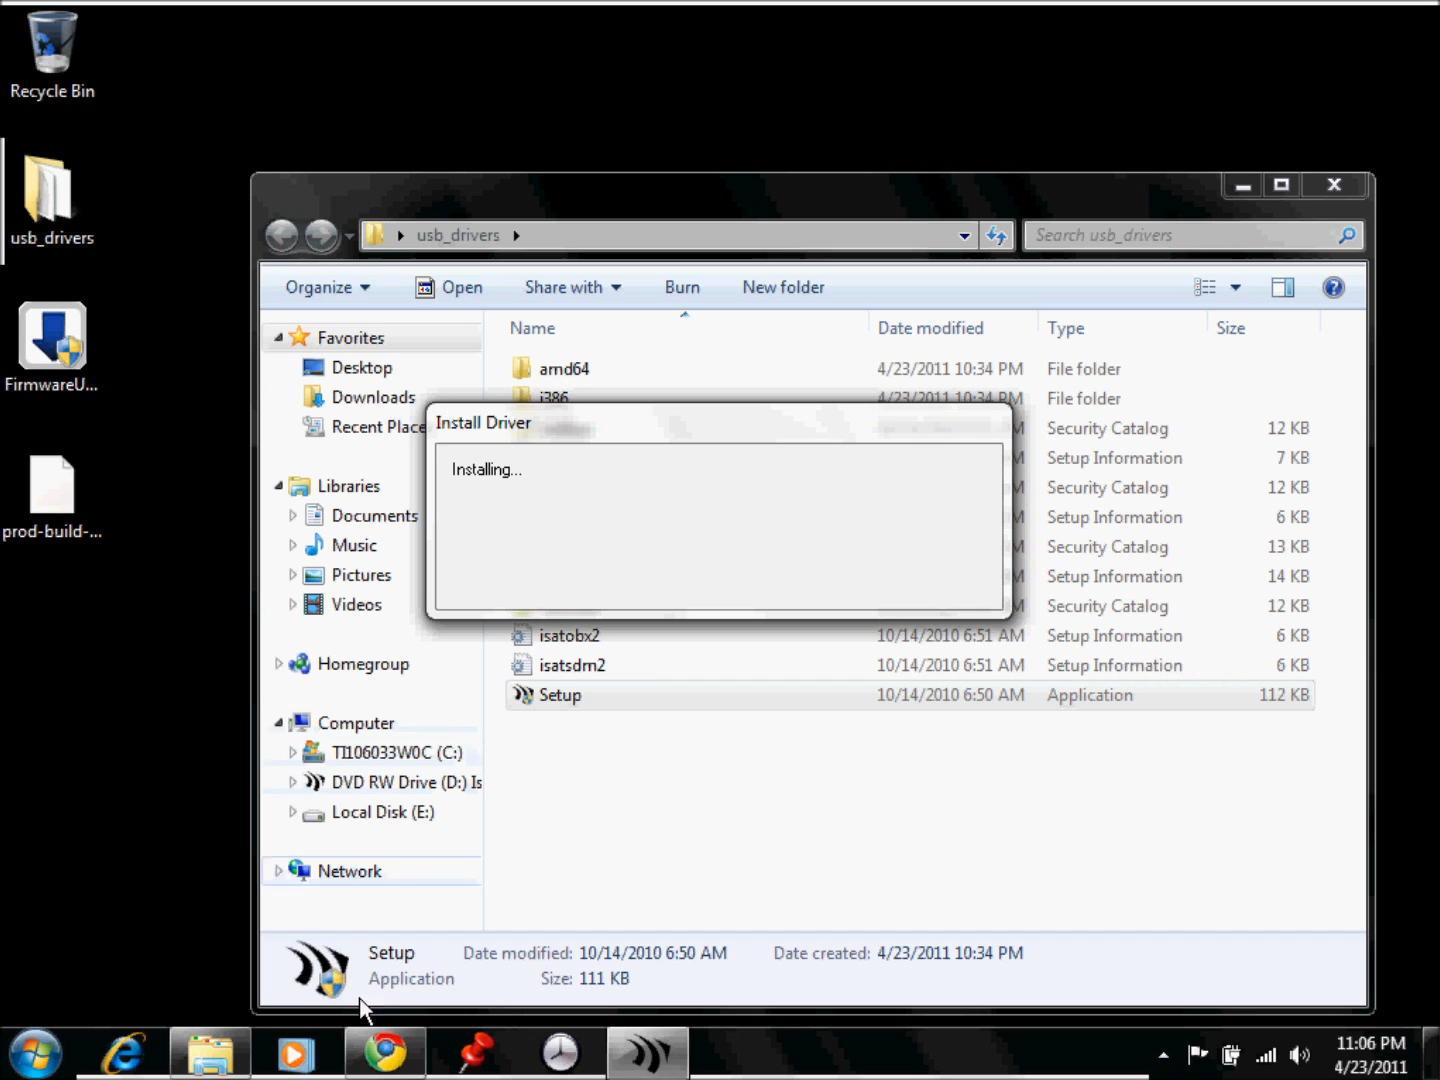 Recycle Bin
usb_drivers
FirmwareU...
prod-build-...
usb_drivers
Search usb_drivers
Organize
Open
Share with
Burn
New folder
Name Date modified Type Size
amd64 4/23/2011 10:34 PM File folder
i386 4/23/2011 10:34 PM File folder
M Security Catalog 12 KB
M Setup Information 7 KB
M Security Catalog 12 KB
M Setup Information 6 KB
M Security Catalog 13 KB
M Setup Information 14 KB
M Security Catalog 12 KB
isatobx2 10/14/2010 6:51 AM Setup Information 6 KB
isatsdm2 10/14/2010 6:51 AM Setup Information 6 KB
Setup 10/14/2010 6:50 AM Application 112 KB
Favorites
Desktop
Downloads
Recent Place
Libraries
Documents
Music
Pictures
Videos
Homegroup
Computer
TI106033W0C (C:)
DVD RW Drive (D:) Is
Local Disk (E:)
Network
Install Driver
Installing...
Setup Date modified: 10/14/2010 6:50 AM Date created: 4/23/2011 10:34 PM
Application Size: 111 KB
11:06 PM
4/23/2011